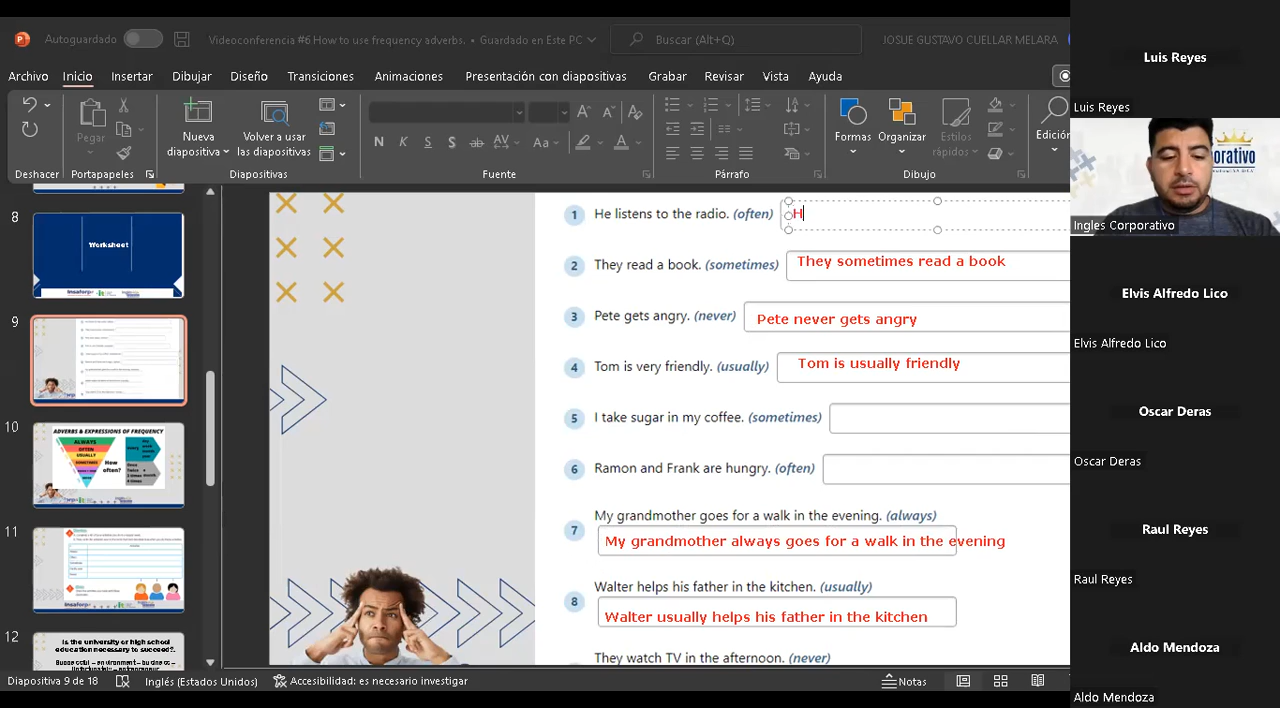 Autoguardado
Videoconferencia #6 How to use frequency adverbs. • Guardado en Este PC
Buscar (Alt+Q)
JOSUE GUSTAVO CUELLAR MELARA
Archivo Inicio Insertar Dibujar Diseño Transiciones Animaciones Presentación con diapositivas Grabar Revisar Vista Ayuda
Pegar
Nueva diapositiva
Volver a usar las diapositivas
N K S ab AV Aa A
Formas
Organizar
Estilos rápidos
Edición
Deshacer Portapapeles Diapositivas Fuente Párrafo Dibujo
8
Worksheet
9
10
ADVERBS & EXPRESSIONS OF FREQUENCY
ALWAYS
OFTEN
USUALLY
SOMETIMES
How often?
11
12
Is the university or high school
education necessary to succeed?.
1 He listens to the radio. (often) H
2 They read a book. (sometimes) They sometimes read a book
3 Pete gets angry. (never) Pete never gets angry
4 Tom is very friendly. (usually) Tom is usually friendly
5 I take sugar in my coffee. (sometimes)
6 Ramon and Frank are hungry. (often)
7 My grandmother goes for a walk in the evening. (always)
My grandmother always goes for a walk in the evening
8 Walter helps his father in the kitchen. (usually)
Walter usually helps his father in the kitchen
They watch TV in the afternoon. (never)
Diapositiva 9 de 18 Inglés (Estados Unidos) Accesibilidad: es necesario investigar Notas
Luis Reyes
Luis Reyes
orativo
Ingles Corporativo
Elvis Alfredo Lico
Elvis Alfredo Lico
Oscar Deras
Oscar Deras
Raul Reyes
Raul Reyes
Aldo Mendoza
Aldo Mendoza